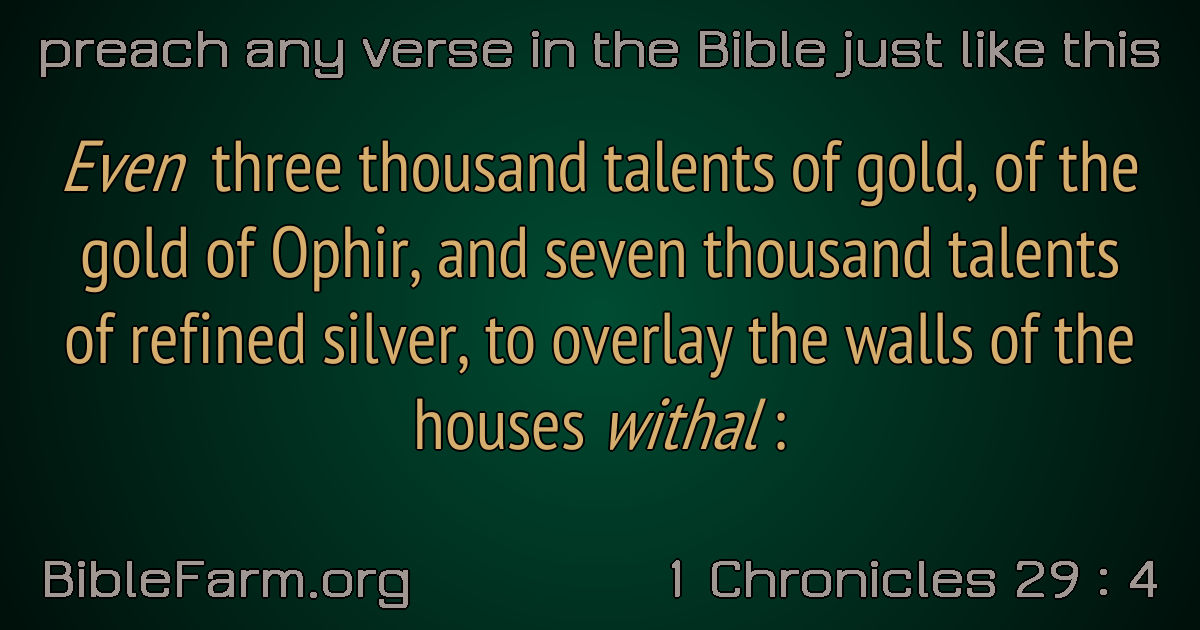 preach any verse in the Bible just like this
Even three thousand talents of gold, of the
gold of Ophir, and seven thousand talents
of refined silver, to overlay the walls of the
houses withal :
BibleFarm.org
1 Chronicles 29 : 4